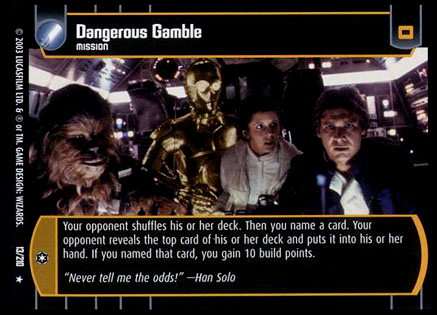 Dangerous Gamble
MISSION
© 2003 LUCASFILM LTD. & ® or TM. GAME DESIGN: WIZARDS.
Your opponent shuffles his or her deck. Then you name a card. Your
opponent reveals the top card of his or her deck and puts it into his or her
hand. If you named that card, you gain 10 build points.
"Never tell me the odds!" —Han Solo